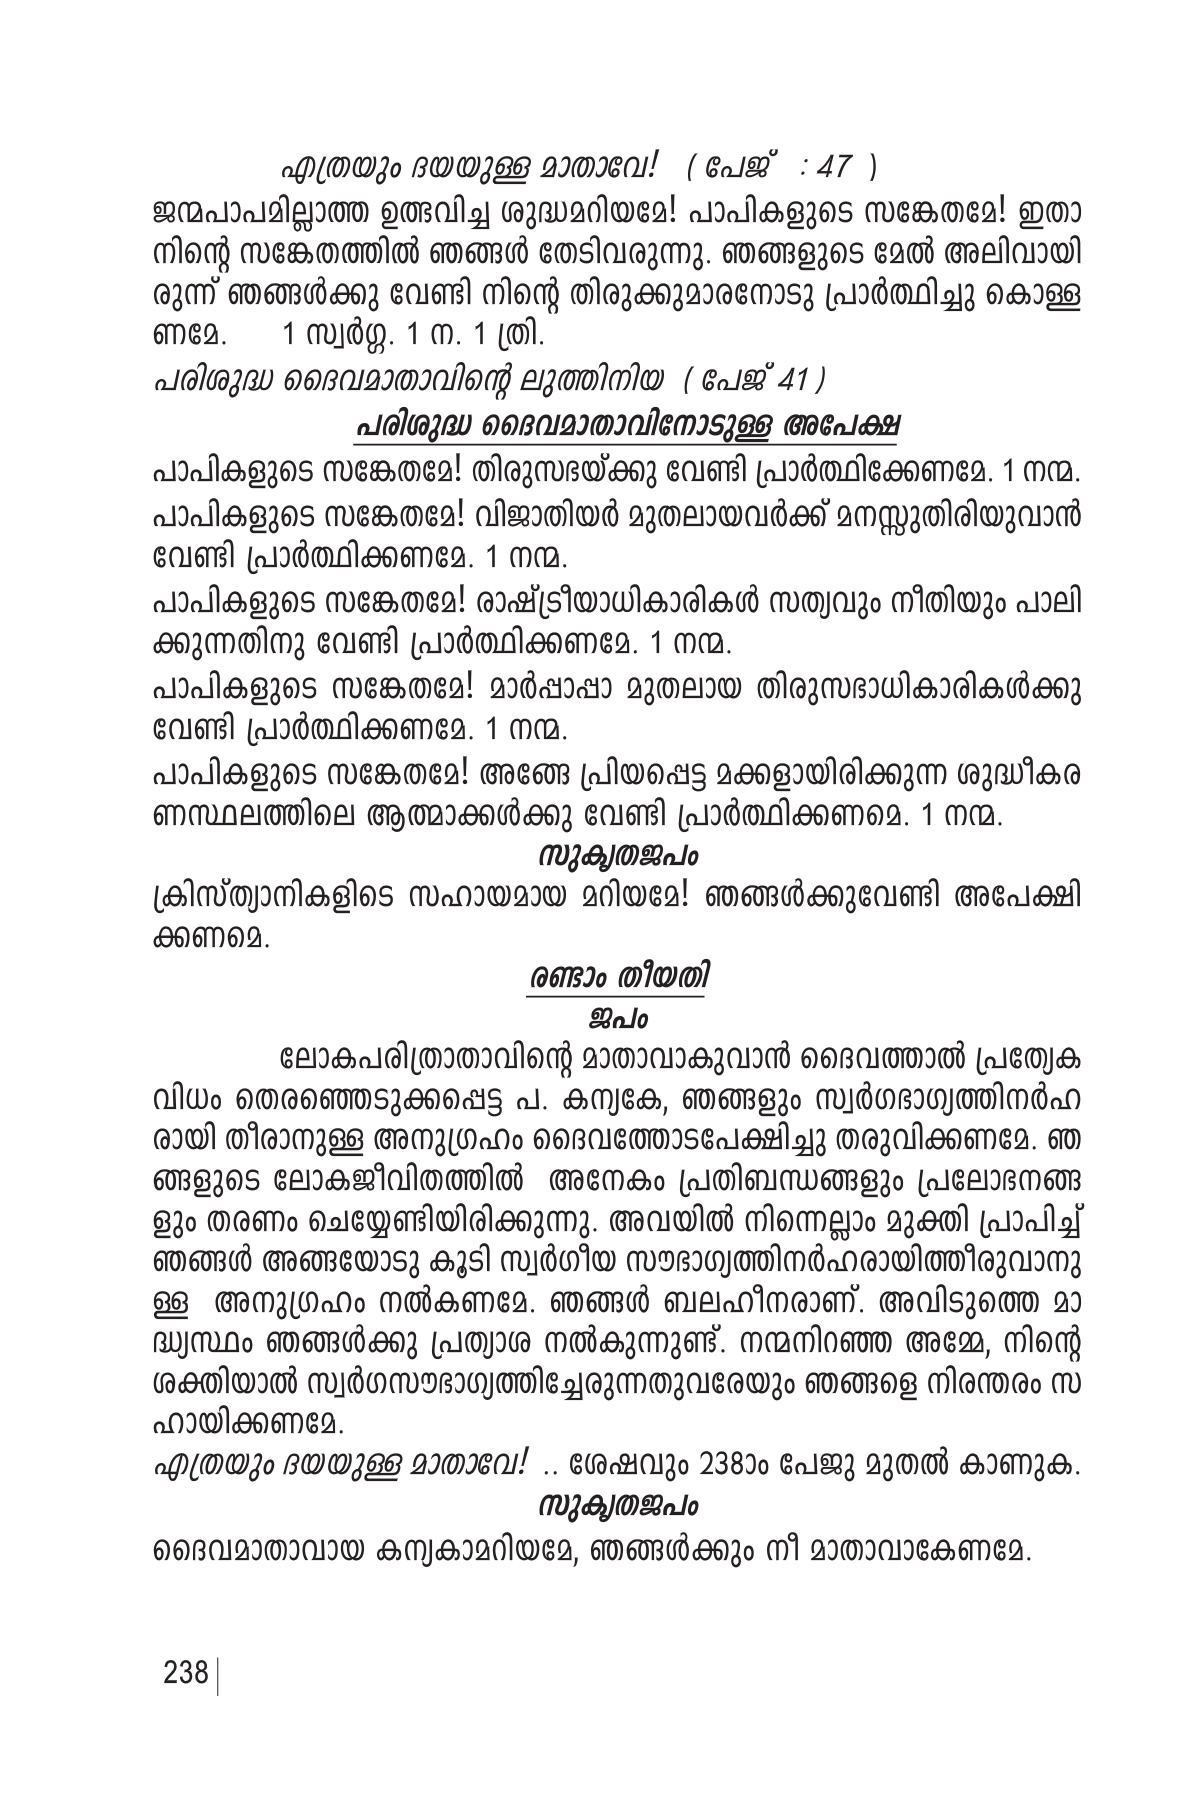 എത്രയും ദയയുള്ള മാതാവേ! ( പേജ് : 47 )
ജന്മപാപമില്ലാത്ത ഉത്ഭവിച്ച ശുദ്ധമറിയമേ! പാപികളുടെ സങ്കേതമേ! ഇതാ
നിന്റെ സങ്കേതത്തിൽ ഞങ്ങൾ തേടിവരുന്നു. ഞങ്ങളുടെ മേൽ അലിവായി
രുന്ന് ഞങ്ങൾക്കു വേണ്ടി നിന്റെ തിരുക്കുമാരനോടു പ്രാർത്ഥിച്ചു കൊള്ള
ണമേ. 1 സ്വർഗ്ഗ. 1 ന. 1 ത്രി.
പരിശുദ്ധ ദൈവമാതാവിന്റെ ലുത്തിനിയ ( പേജ് 41 )
പരിശുദ്ധ ദൈവമാതാവിനോടുള്ള അപേക്ഷ
പാപികളുടെ സങ്കേതമേ! തിരുസഭയ്ക്കു വേണ്ടി പ്രാർത്ഥിക്കേണമേ. 1 നന്മ.
പാപികളുടെ സങ്കേതമേ! വിജാതിയർ മുതലായവർക്ക് മനസ്സുതിരിയുവാൻ
വേണ്ടി പ്രാർത്ഥിക്കണമേ. 1 നന്മ.
പാപികളുടെ സങ്കേതമേ! രാഷ്ട്രീയാധികാരികൾ സത്യവും നീതിയും പാലി
ക്കുന്നതിനു വേണ്ടി പ്രാർത്ഥിക്കണമേ. 1 നന്മ.
പാപികളുടെ സങ്കേതമേ! മാർപ്പാപ്പാ മുതലായ തിരുസഭാധികാരികൾക്കു
വേണ്ടി പ്രാർത്ഥിക്കണമേ. 1 നന്മ.
പാപികളുടെ സങ്കേതമേ! അങ്ങേ പ്രിയപ്പെട്ട മക്കളായിരിക്കുന്ന ശുദ്ധീകര
ണസ്ഥലത്തിലെ ആത്മാക്കൾക്കു വേണ്ടി പ്രാർത്ഥിക്കണമെ. 1 നന്മ.
സുകൃതജപം
ക്രിസ്ത്യാനികളിടെ സഹായമായ മറിയമേ! ഞങ്ങൾക്കുവേണ്ടി അപേക്ഷി
ക്കണമെ.
രണ്ടാം തീയതി
ജപം
ലോകപരിത്രാതാവിന്റെ മാതാവാകുവാൻ ദൈവത്താൽ പ്രത്യേക
വിധം തെരഞ്ഞെടുക്കപ്പെട്ട പ. കന്യകേ, ഞങ്ങളും സ്വർഗഭാഗ്യത്തിനർഹ
രായി തീരാനുള്ള അനുഗ്രഹം ദൈവത്തോടപേക്ഷിച്ചു തരുവിക്കണമേ. ഞ
ങ്ങളുടെ ലോകജീവിതത്തിൽ അനേകം പ്രതിബന്ധങ്ങളും പ്രലോഭനങ്ങ
ളും തരണം ചെയ്യേണ്ടിയിരിക്കുന്നു. അവയിൽ നിന്നെല്ലാം മുക്തി പ്രാപിച്ച്
ഞങ്ങൾ അങ്ങയോടു കൂടി സ്വർഗീയ സൗഭാഗ്യത്തിനർഹരായിത്തീരുവാനു
ള്ള അനുഗ്രഹം നൽകണമേ. ഞങ്ങൾ ബലഹീനരാണ്. അവിടുത്തെ മാ
ദ്ധ്യസ്ഥം ഞങ്ങൾക്കു പ്രത്യാശ നൽകുന്നുണ്ട്. നന്മനിറഞ്ഞ അമ്മേ, നിന്റെ
ശക്തിയാൽ സ്വർഗസൗഭാഗ്യത്തിച്ചേരുന്നതുവരേയും ഞങ്ങളെ നിരന്തരം സ
ഹായിക്കണമേ.
എത്രയും ദയയുള്ള മാതാവേ! .. ശേഷവും 238ാം പേജു മുതൽ കാണുക.
സുകൃതജപം
ദൈവമാതാവായ കന്യകാമറിയമേ, ഞങ്ങൾക്കും നീ മാതാവാകേണമേ.
238